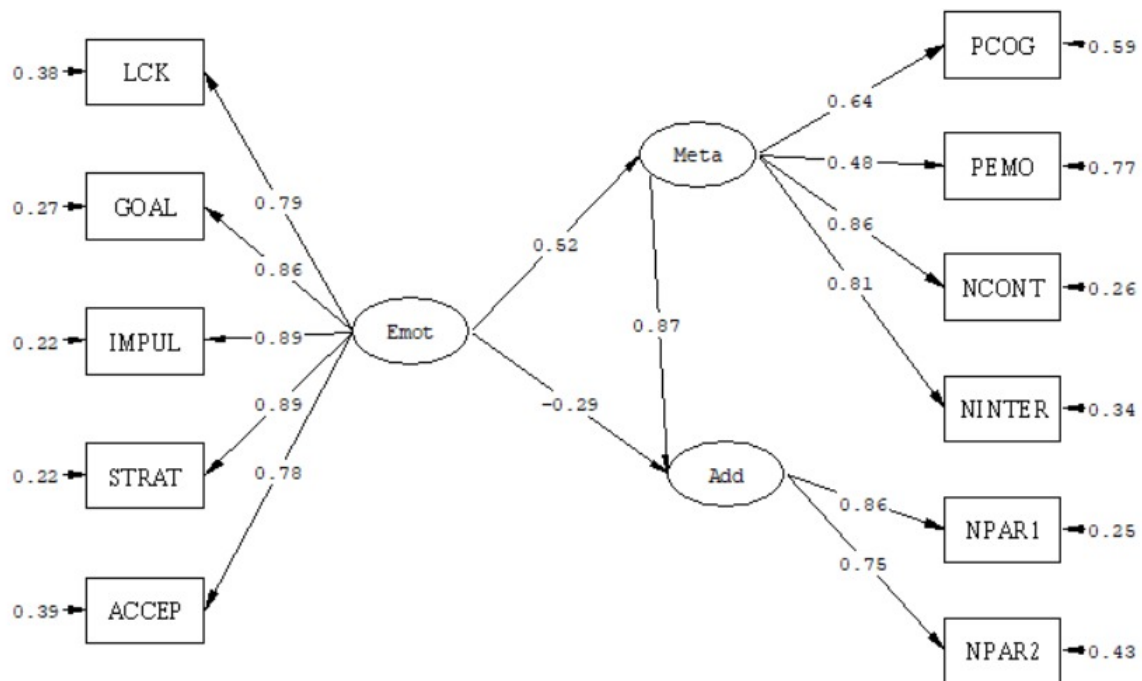 0.38 LCK
0.27 GOAL
0.22 IMPUL
0.22 STRAT
0.39 ACCEP
0.79
0.86
0.89
0.89
0.78
Emot
0.52
-0.29
Meta
0.87
Add
0.64
0.48
0.86
0.81
0.86
0.75
PCOG 0.59
PEMO 0.77
NCONT 0.26
NINTER 0.34
NPAR1 0.25
NPAR2 0.43